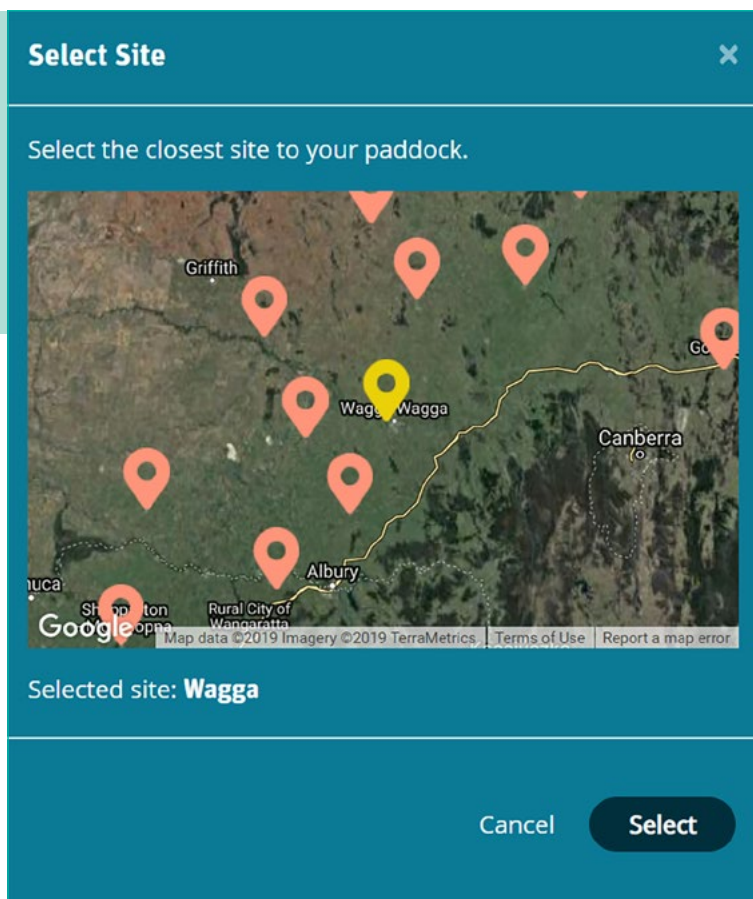 Select Site
×
Select the closest site to your paddock.
Griffith
Wagga Wagga
Canberra
Albury
Rural City of
Wangaratta
Google
Map data ©2019 Imagery ©2019 TerraMetrics
Terms of Use
Report a map error
Selected site: Wagga
Cancel
Select